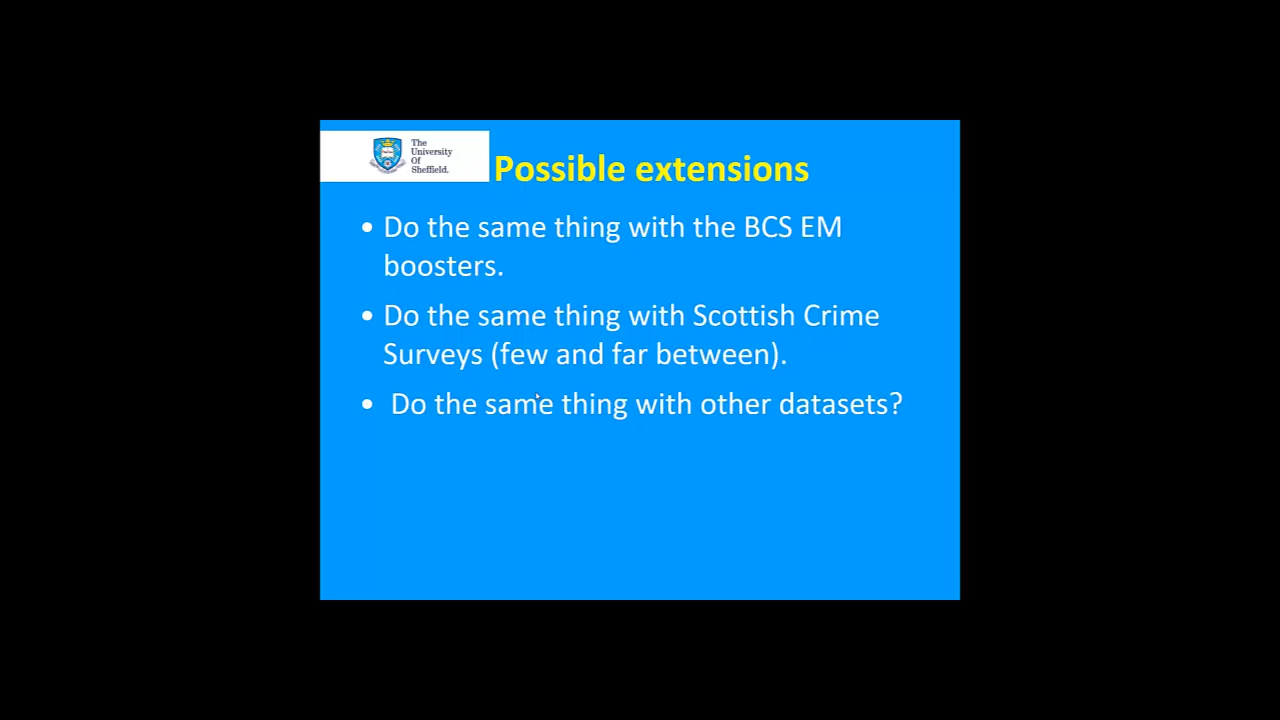 The
University
Of
Sheffield.
Possible extensions
• Do the same thing with the BCS EM
boosters.
• Do the same thing with Scottish Crime
Surveys (few and far between).
• Do the same thing with other datasets?